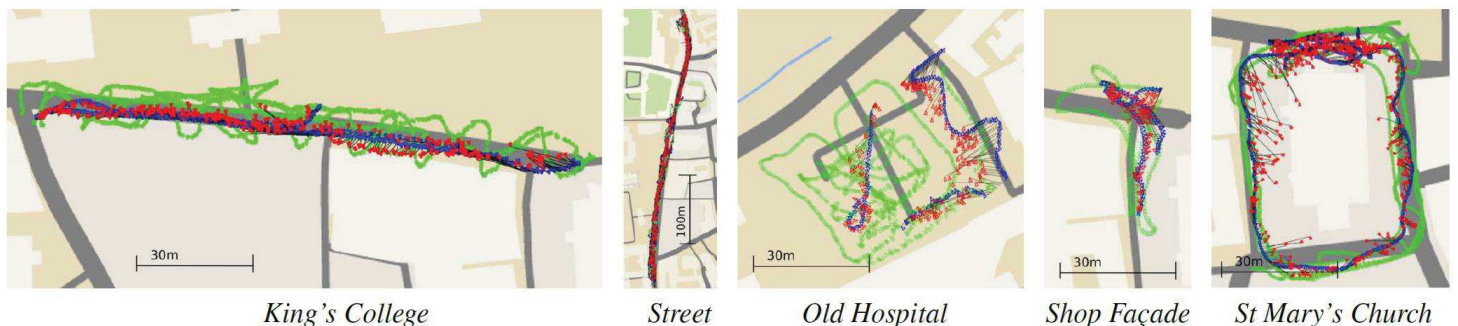 30m
100m
30m
30m
30m
King's College
Street
Old Hospital
Shop Façade
St Mary's Church